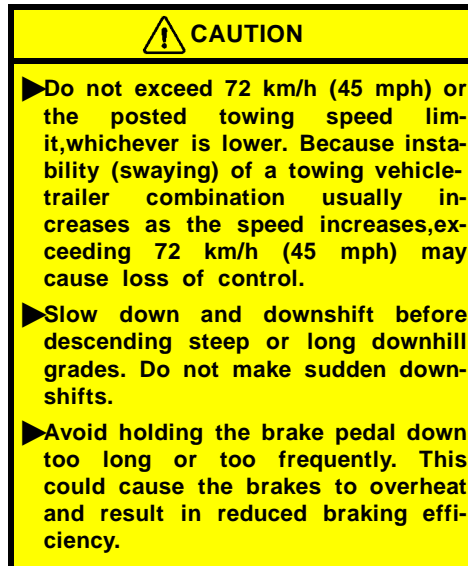 CAUTION
▶Do not exceed 72 km/h (45 mph) or
the posted towing speed lim-
it,whichever is lower. Because insta-
bility (swaying) of a towing vehicle-
trailer combination usually in-
creases as the speed increases,ex-
ceeding 72 km/h (45 mph) may
cause loss of control.
▶Slow down and downshift before
descending steep or long downhill
grades. Do not make sudden down-
shifts.
▶Avoid holding the brake pedal down
too long or too frequently. This
could cause the brakes to overheat
and result in reduced braking effi-
ciency.